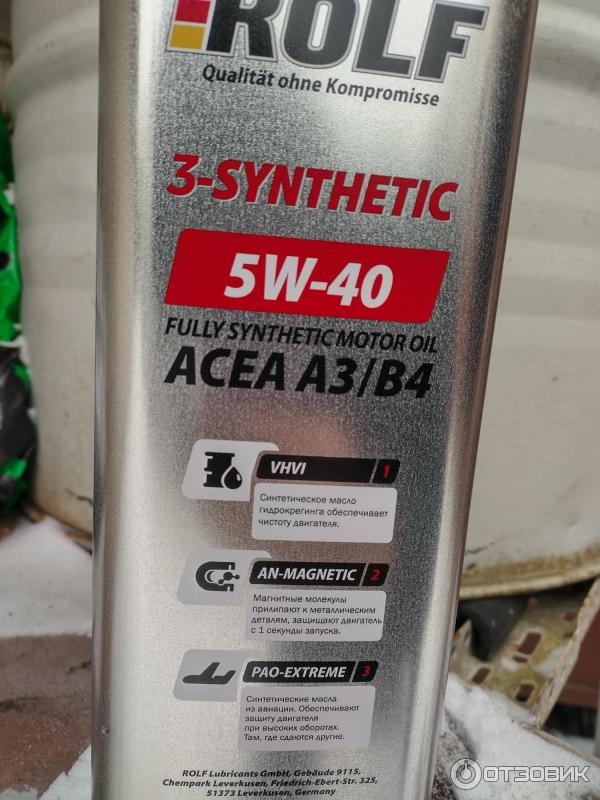 ROLF
Qualität ohne Kompromisse
3-SYNTHETIC
5W-40
FULLY SYNTHETIC MOTOR OIL
ACEA A3/B4
VHVI 1
Синтетическое масло
гидрокрегинга обеспечивает
чистоту двигателя.
AN-MAGNETIC 2
Магнитные молекулы
прилипают к металлическим
деталям, защищают двигатель
с 1 секунды запуска.
PAO-EXTREME 3
Синтетические масла
из авиации. Обеспечивают
защиту двигателя
при высоких оборотах.
Там, где сдаются другие.
ROLF Lubricants GmbH, Gebäude 9115,
Chempark Leverkusen, Friedrich-Ebert-Str. 325,
51373 Leverkusen, Germany
ОТЗОВИК